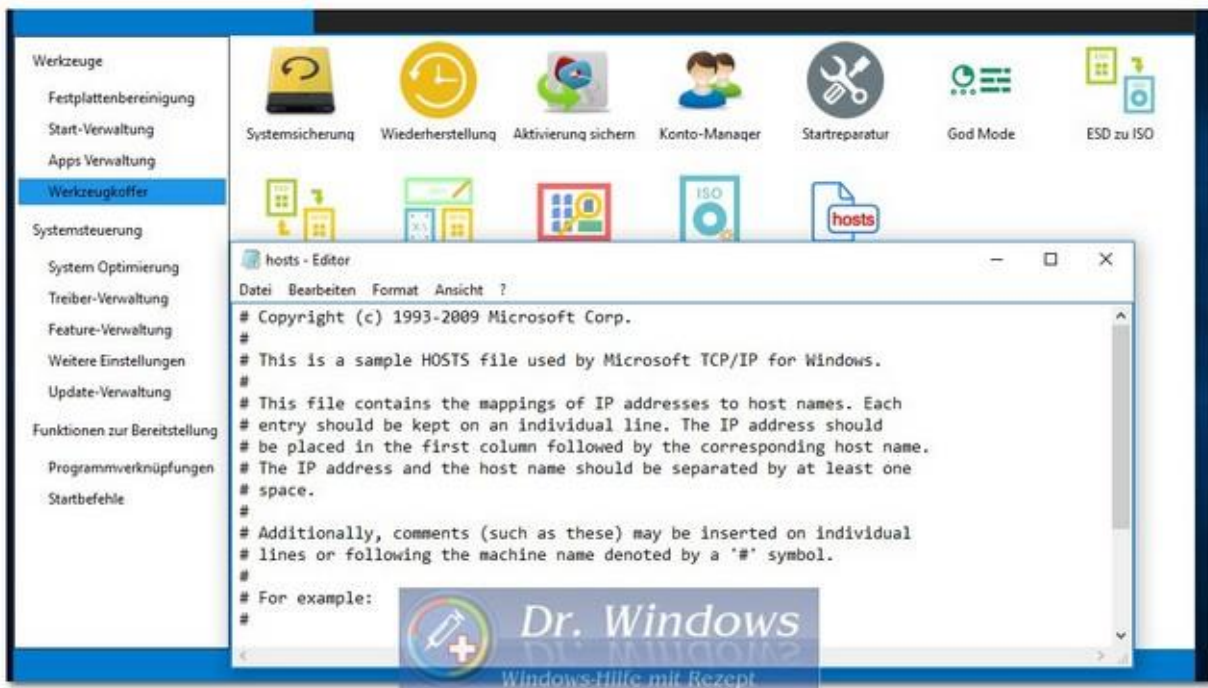 Werkzeuge
Festplattenbereinigung
Start-Verwaltung
Apps Verwaltung
Werkzeugkoffer
Systemsteuerung
System Optimierung
Treiber-Verwaltung
Feature-Verwaltung
Weitere Einstellungen
Update-Verwaltung
Funktionen zur Bereitstellung
Programmverknüpfungen
Startbefehle
Systemsicherung Wiederherstellung Aktivierung sichern Konto-Manager Startreparatur God Mode ESD zu ISO
ISO
hosts
hosts - Editor
Datei Bearbeiten Format Ansicht ?
# Copyright (c) 1993-2009 Microsoft Corp.
#
# This is a sample HOSTS file used by Microsoft TCP/IP for Windows.
#
# This file contains the mappings of IP addresses to host names. Each
# entry should be kept on an individual line. The IP address should
# be placed in the first column followed by the corresponding host name.
# The IP address and the host name should be separated by at least one
# space.
#
# Additionally, comments (such as these) may be inserted on individual
# lines or following the machine name denoted by a '#' symbol.
#
# For example:
#
Dr. Windows
Windows-Hilfe mit Rezept